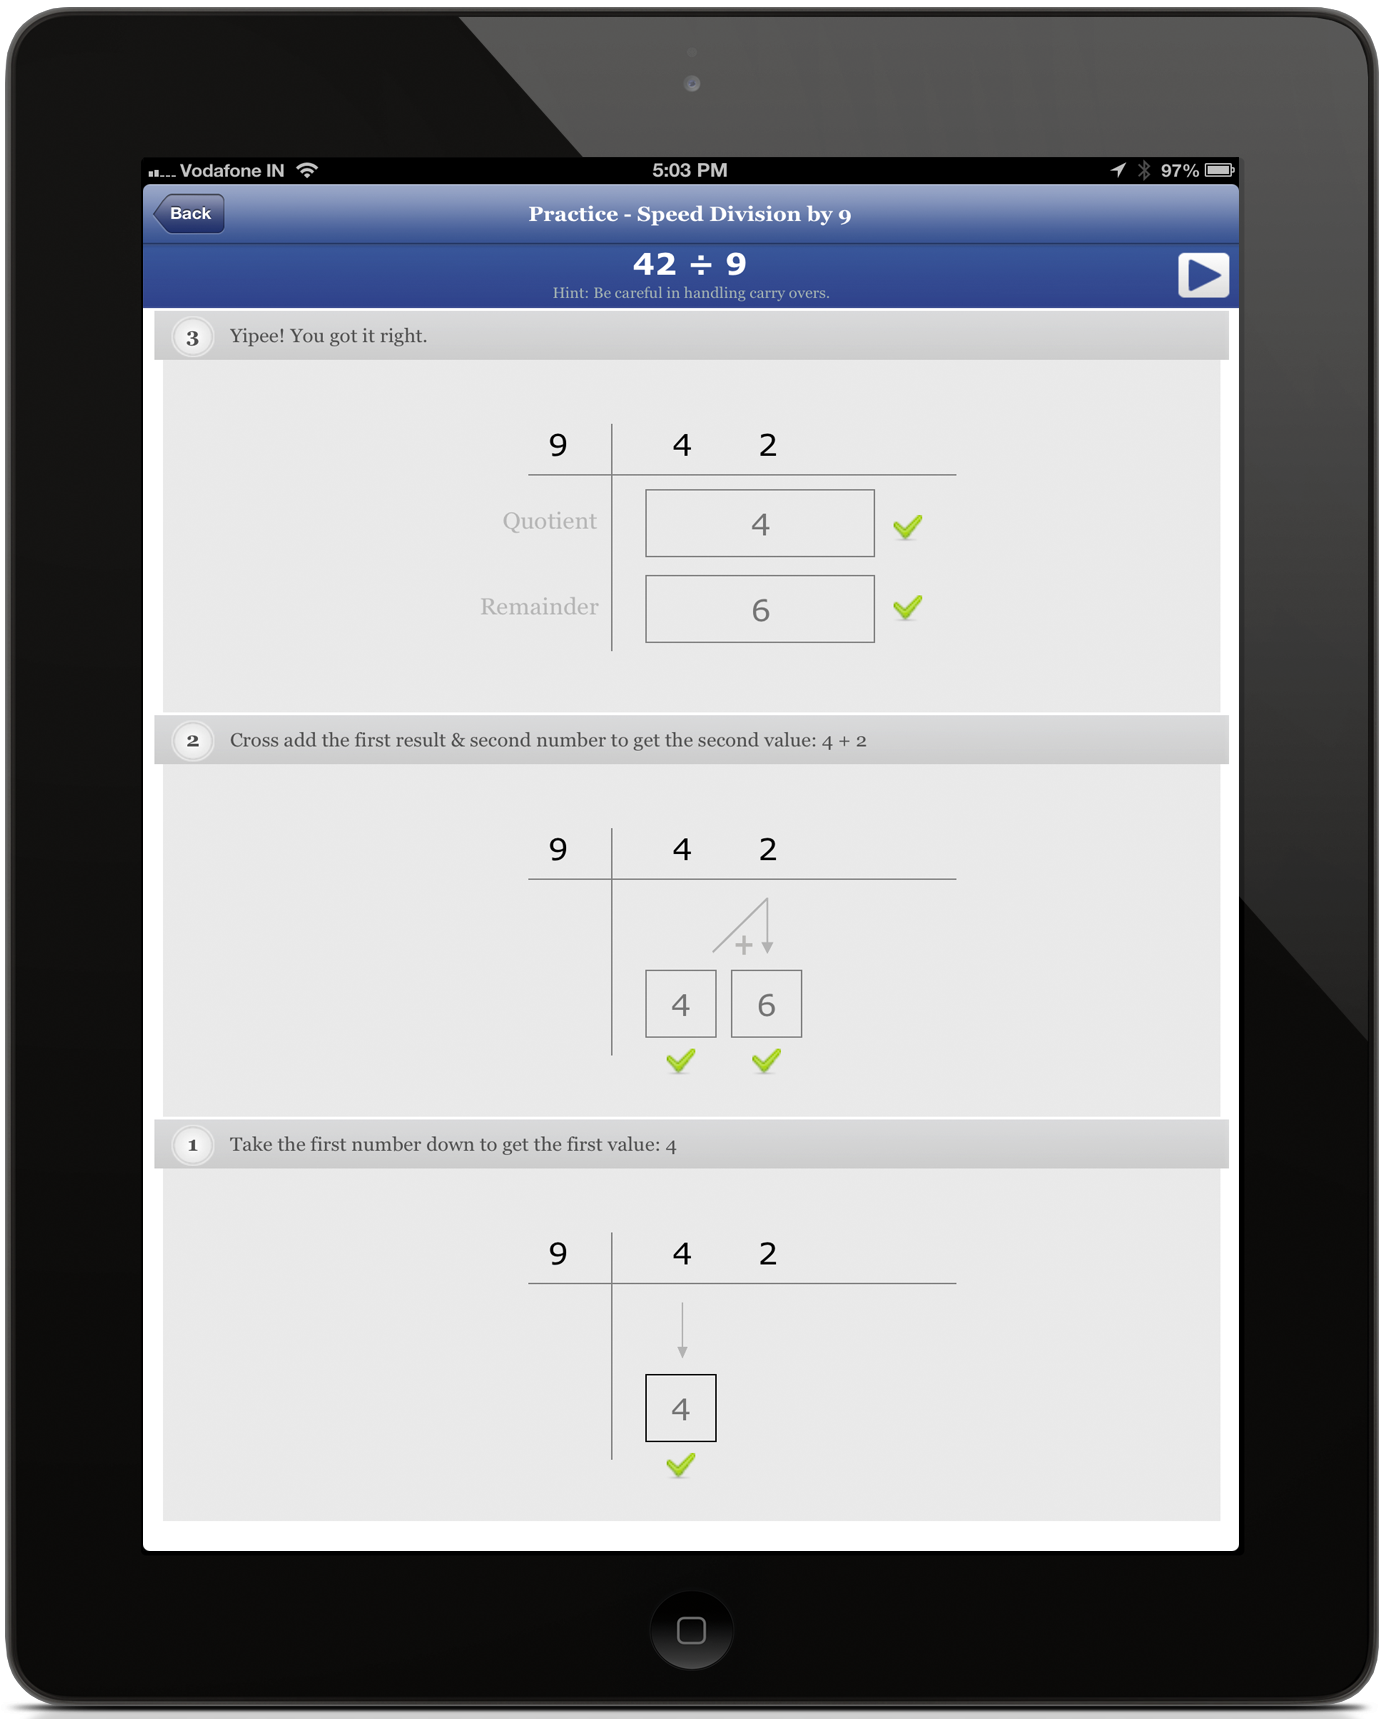 Vodafone IN 5:03 PM 97%
Back Practice - Speed Division by 9
42 ÷ 9
Hint: Be careful in handling carry overs.
3 Yipee! You got it right.
9 4 2
Quotient 4
Remainder 6
2 Cross add the first result & second number to get the second value: 4 + 2
9 4 2
+
4 6
1 Take the first number down to get the first value: 4
9 4 2
4